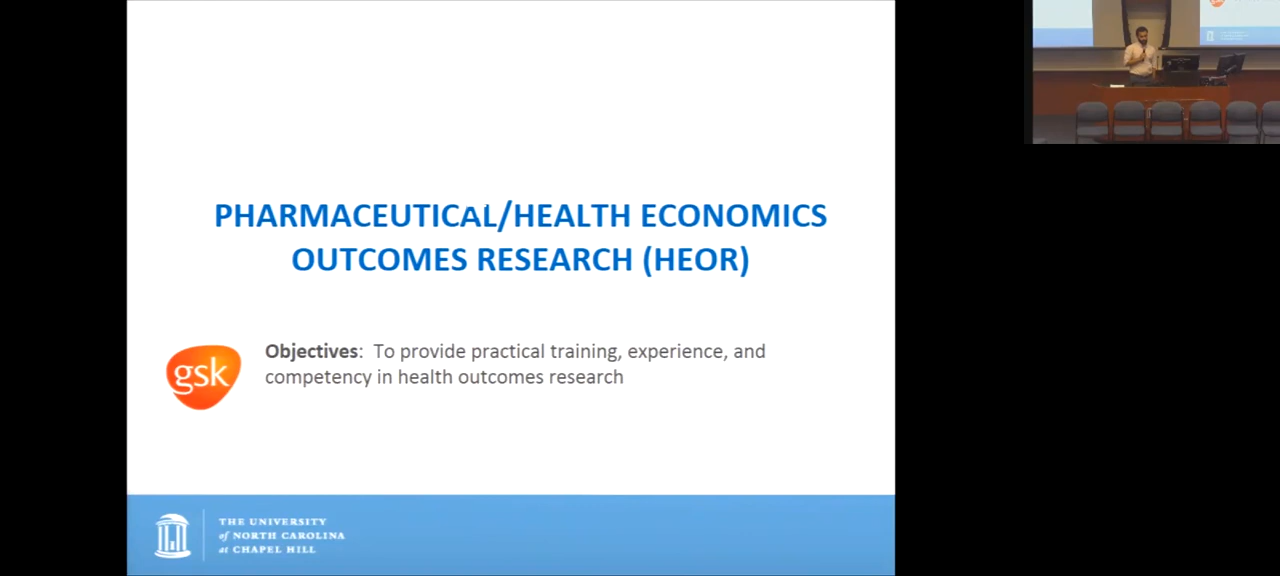 PHARMACEUTICAL/HEALTH ECONOMICS
OUTCOMES RESEARCH (HEOR)
gsk
Objectives: To provide practical training, experience, and
competency in health outcomes research
THE UNIVERSITY
of NORTH CAROLINA
at CHAPEL HILL